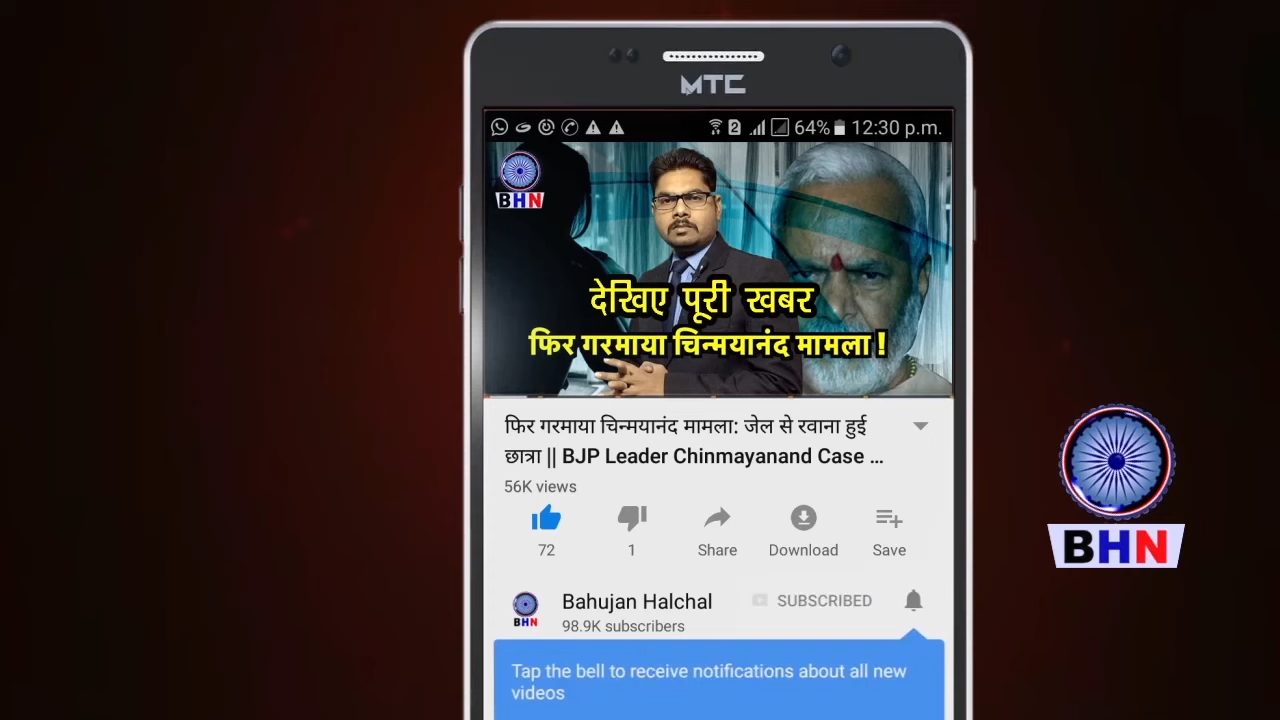 MTC
2 64% 12:30 p.m.
BHN
देखिए पूरी खबर
फिर गरमाया चिन्मयानंद मामला !
फिर गरमाया चिन्मयानंद मामला: जेल से रवाना हुई
छात्रा || BJP Leader Chinmayanand Case ...
56K views
72 1 Share Download Save
BHN
Bahujan Halchal SUBSCRIBED
98.9K subscribers
BHN
Tap the bell to receive notifications about all new
videos